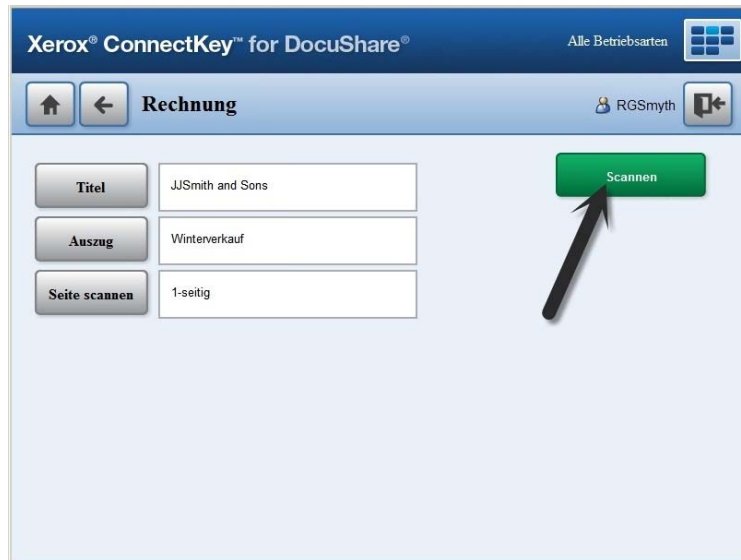 Xerox® ConnectKey™ for DocuShare®
Alle Betriebsarten
Rechnung
RGSmyth
Titel
JJSmith and Sons
Scannen
Auszug
Winterverkauf
Seite scannen
1-seitig